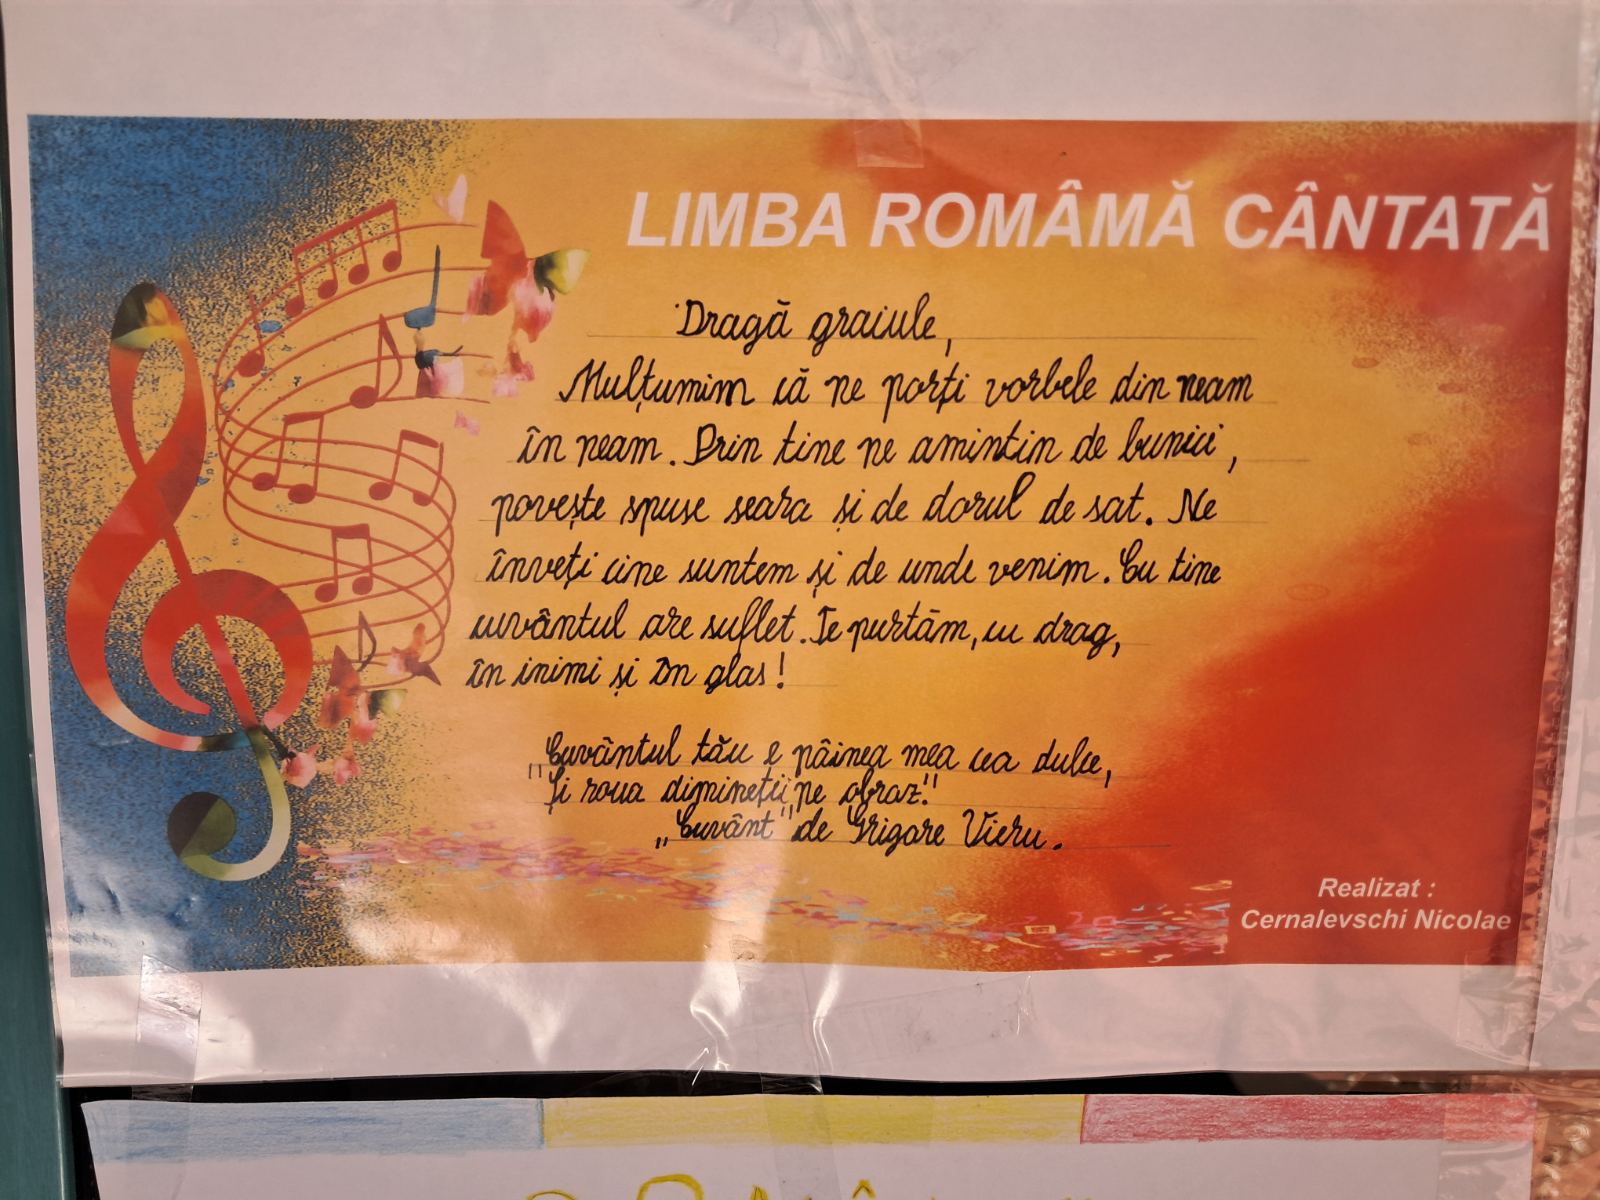 LIMBA ROMÂMĂ CÂNTATĂ
Dragă graiule,
Mulțumim că ne porți vorbele din neam
în neam. Prin tine ne amintim de bunici,
povește spuse seara și de dorul de sat. Ne
înveți cine suntem și de unde venim. Cu tine
cuvântul are suflet. Te purtăm, cu drag,
în inimi și în glas!
"Cuvântul tău e pâinea mea cea dulce,
Și roua dimineții pe obraz."
„Cuvânt" de Grigore Vieru.
Realizat :
Cernalevschi Nicolae